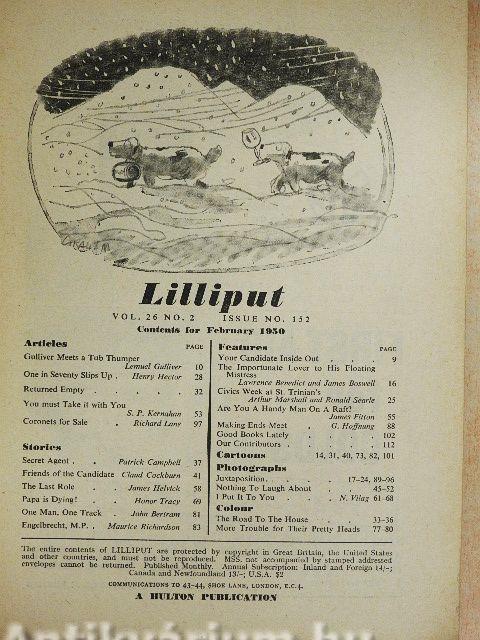 GRAHAM
Lilliput
VOL. 26 NO. 2 ISSUE NO. 152
Contents for February 1950
Articles PAGE
Gulliver Meets a Tub Thumper
Lemuel Gulliver 10
One in Seventy Slips Up . Henry Hector 28
Returned Empty . . . . 32
You must Take it with You
S. P. Kernahan 53
Coronets for Sale . Richard Lane 97
Stories
Secret Agent . . Patrick Campbell 37
Friends of the Candidate Claud Cockburn 41
The Last Role . James Helvick 58
Papa is Dying! . Honor Tracy 69
One Man, One Track . John Bertram 81
Engelbrecht, M.P. . Maurice Richardson 83
Features PAGE
Your Candidate Inside Out . . . 9
The Importunate Lover to His Floating
Mistress
Lawrence Benedict and James Boswell 16
Civics Week at St. Trinian's
Arthur Marshall and Ronald Searle 25
Are You A Handy Man On A Raft?
James Fitton 55
Making Ends Meet . G. Hoffnung 88
Good Books Lately . . . . 102
Our Contributors . . . . 112
Cartoons 14, 31, 40, 73, 82, 101
Photographs
Juxtaposition . . . 17-24, 89-96
Nothing To Laugh About . 45-52
I Put It To You . . N. Vilag 61-68
Colour
The Road To The House . 33-36
More Trouble for Their Pretty Heads 77-80
The entire contents of LILLIPUT are protected by copyright in Great Britain, the United States
and other countries, and must not be reproduced. MSS. not accompanied by stamped addressed
envelopes cannot be returned. Published Monthly. Annual Subscription: Inland and Foreign 14/-;
Canada and Newfoundland 13/-; U.S.A. $2
COMMUNICATIONS TO 43-44, SHOE LANE, LONDON, E.C.4.
A HULTON PUBLICATION